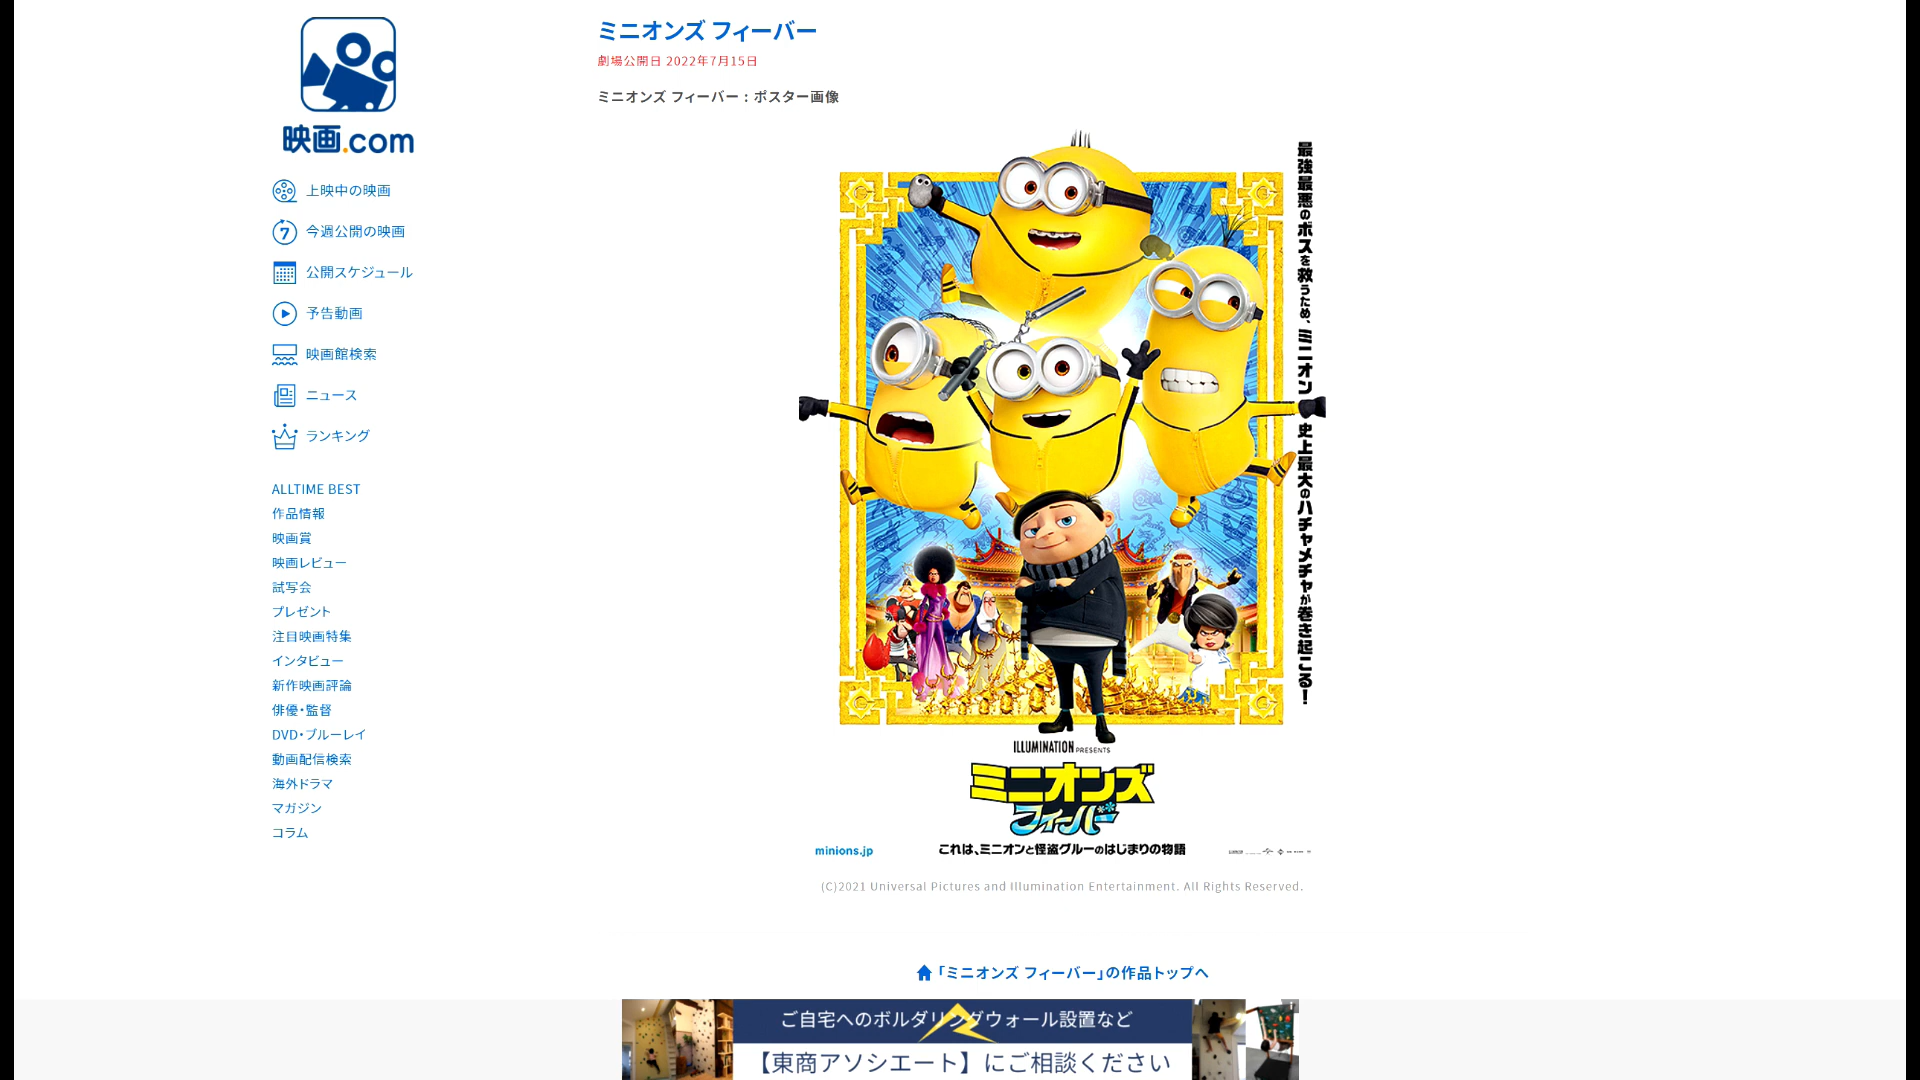 映画.com
上映中の映画
7
今週公開の映画
公開スケジュール
予告動画
映画館検索
ニュース
ランキング
ALLTIME BEST
作品情報
映画賞
映画レビュー
試写会
プレゼント
注目映画特集
インタビュー
新作映画評論
俳優・監督
DVD・ブルーレイ
動画配信検索
海外ドラマ
マガジン
コラム
ミニオンズ フィーバー
劇場公開日 2022年7月15日
ミニオンズ フィーバー：ポスター画像
最強最悪のボスを救うため、ミニオン史上最大のハチャメチャが巻き起こる！
ILLUMINATION PRESENTS
ミニオンズ
フィーバー
minions.jp
これは、ミニオンと怪盗グルーのはじまりの物語
(C)2021 Universal Pictures and Illumination Entertainment. All Rights Reserved.
「ミニオンズ フィーバー」の作品トップへ
ご自宅へのボルダリングウォール設置など
【東商アソシエート】にご相談ください